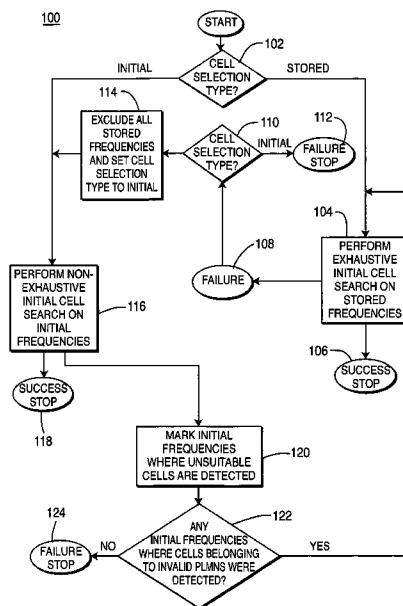 100
START
102
CELL
SELECTION
TYPE?
INITIAL
STORED
114
EXCLUDE ALL
STORED
FREQUENCIES
AND SET CELL
SELECTION
TYPE TO INITIAL
110
CELL
SELECTION
TYPE?
INITIAL
112
FAILURE
STOP
104
PERFORM
EXHAUSTIVE
INITIAL CELL
SEARCH ON
STORED
FREQUENCIES
108
FAILURE
PERFORM NON-
EXHAUSTIVE
INITIAL CELL
SEARCH ON
INITIAL
FREQUENCIES
116
106
SUCCESS
STOP
SUCCESS
STOP
118
MARK INITIAL
FREQUENCIES
WHERE UNSUITABLE
CELLS ARE DETECTED
120
122
ANY
INITIAL FREQUENCIES
WHERE CELLS BELONGING
TO INVALID PLMNS WERE
DETECTED?
124
FAILURE
STOP
NO
YES